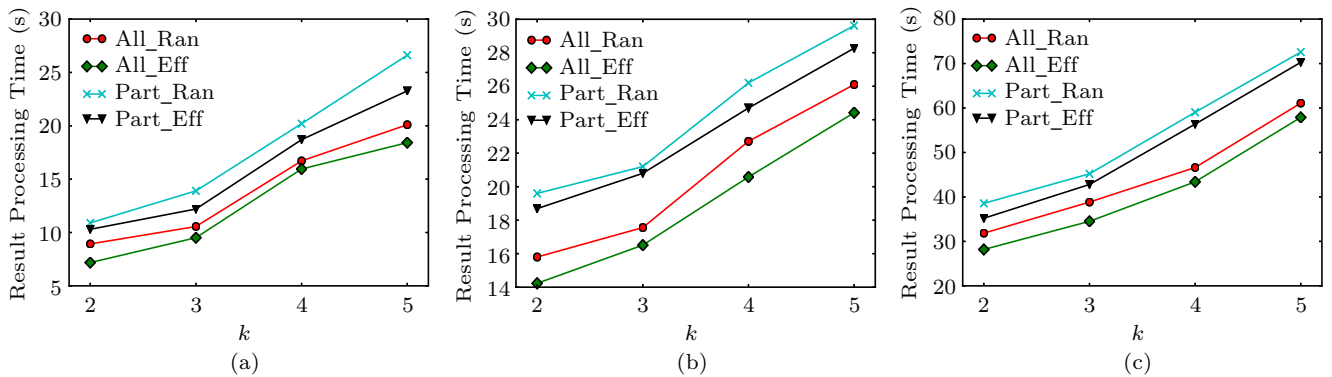 Result Processing Time (s)
30
25
20
15
10
5
All_Ran
All_Eff
Part_Ran
Part_Eff
2 3 4 5
k
(a)
Result Processing Time (s)
30
28
26
24
22
20
18
16
14
All_Ran
All_Eff
Part_Ran
Part_Eff
2 3 4 5
k
(b)
Result Processing Time (s)
80
70
60
50
40
30
20
All_Ran
All_Eff
Part_Ran
Part_Eff
2 3 4 5
k
(c)